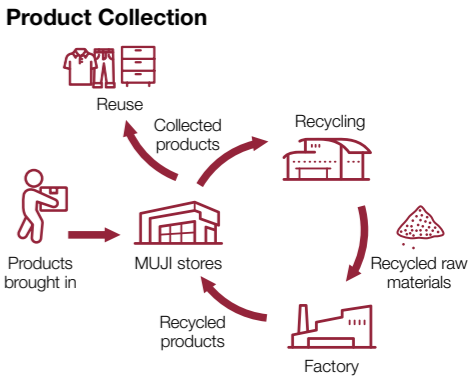 Product Collection
Reuse
Collected
products
Recycling
Products
brought in
MUJI stores
Recycled raw
materials
Recycled
products
Factory